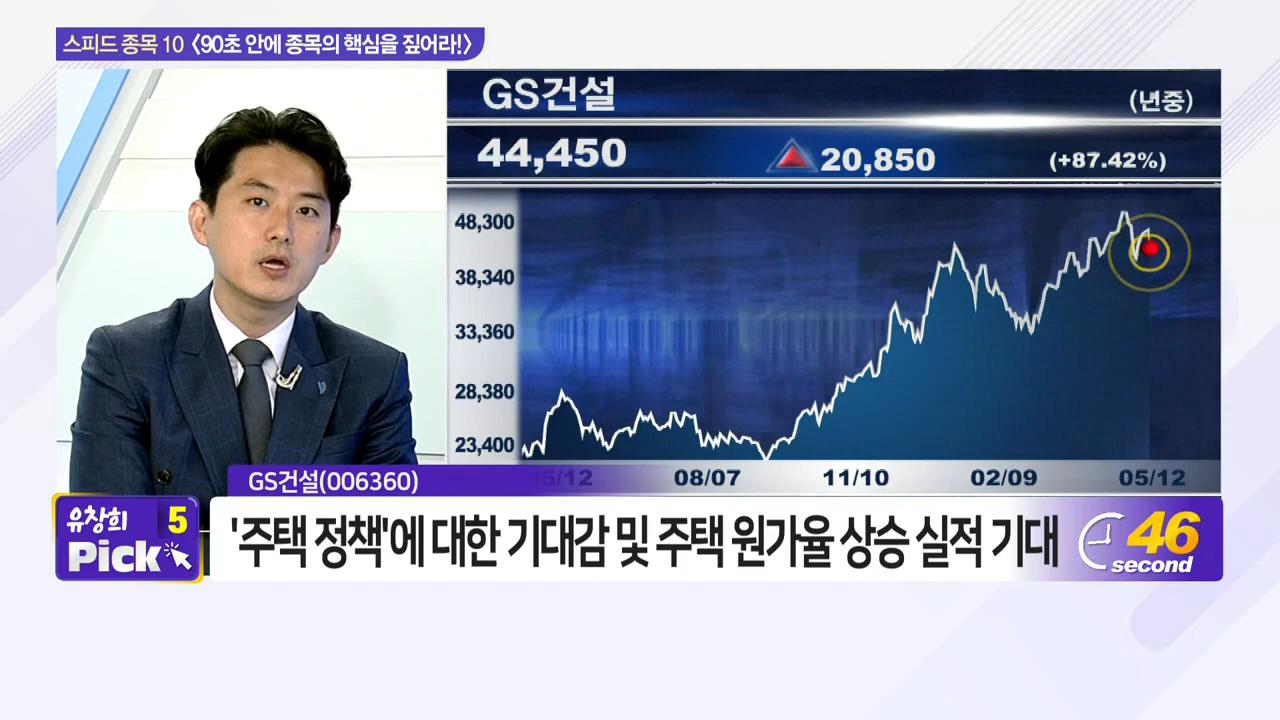 스피드 종목 10 <90초 안에 종목의 핵심을 짚어라!>
GS건설
(년중)
44,450 20,850 (+87.42%)
48,300
38,340
33,360
28,380
23,400
5/12 08/07 11/10 02/09 05/12
GS건설(006360)
유창희 5
Pick
'주택 정책'에 대한 기대감 및 주택 원가율 상승 실적 기대
46
second